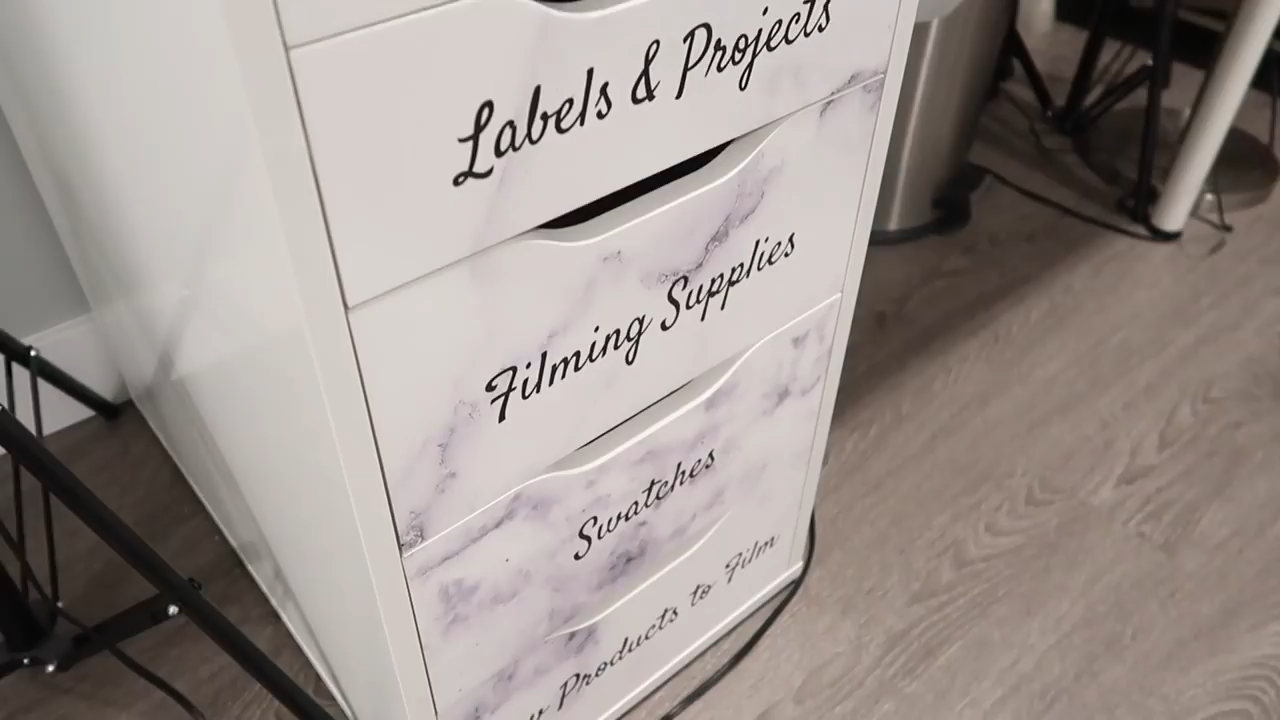 Labels & Projects
Filming Supplies
Swatches
Products to Film